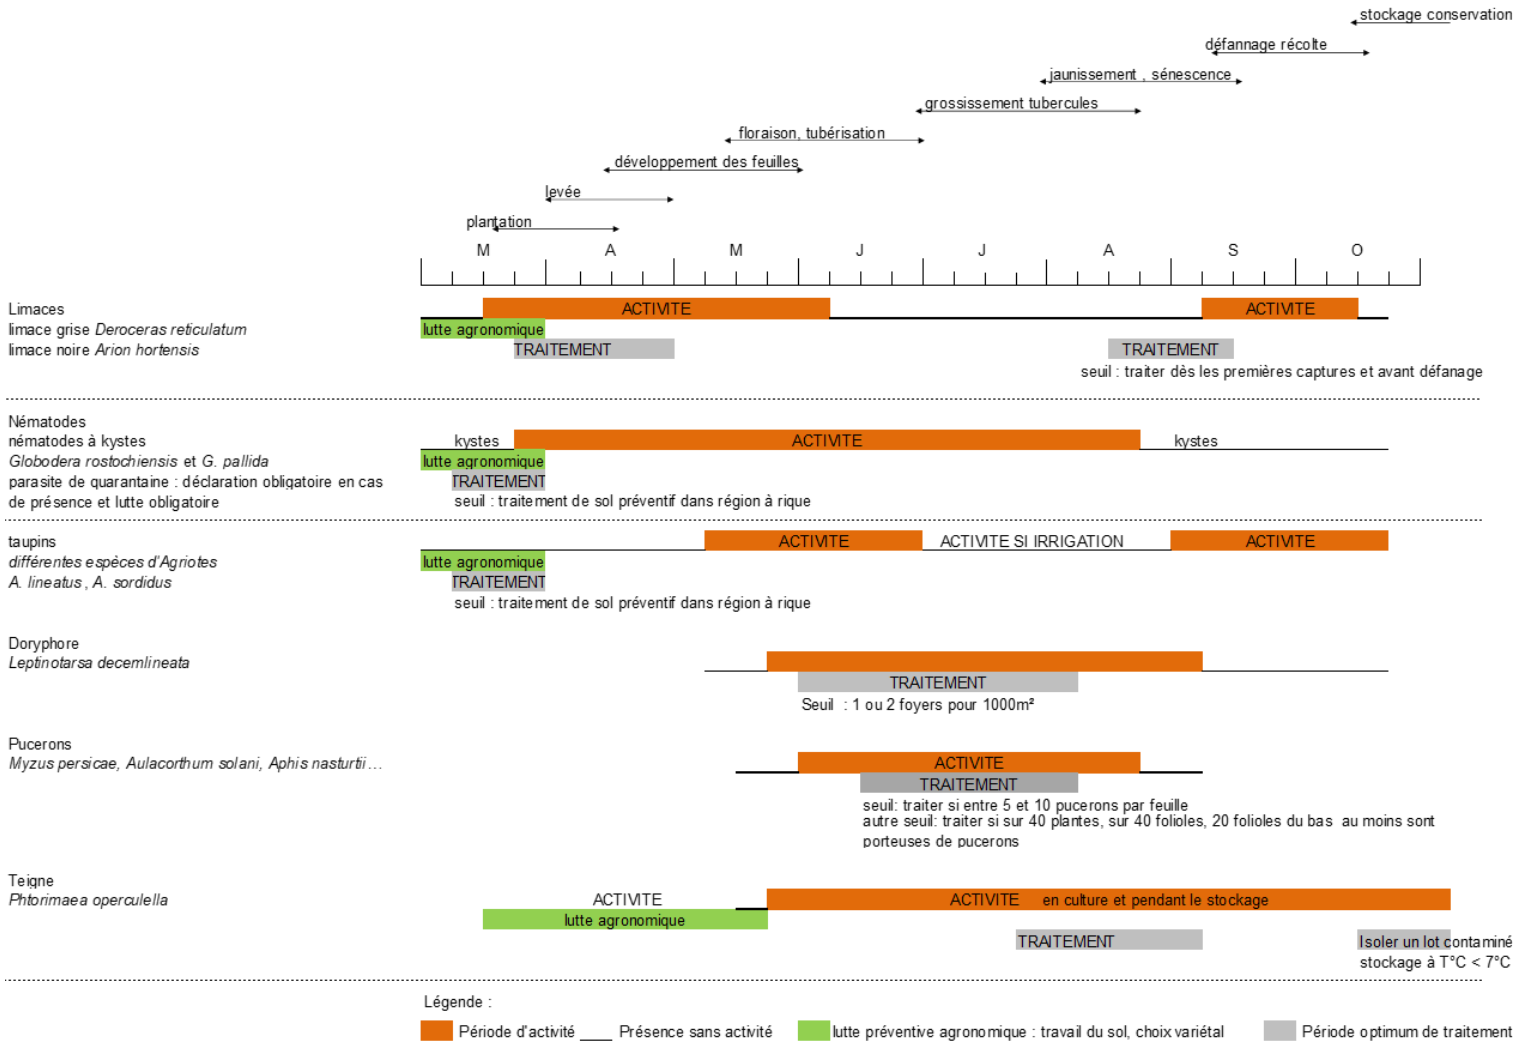 stockage conservation
défannage récolte
jaunissement , sénescence
grossissement tubercules
floraison, tubérisation
développement des feuilles
levée
plantation
M A M J J A S O
Limaces ACTIVITE ACTIVITE
limace grise Deroceras reticulatum lutte agronomique
limace noire Arion hortensis TRAITEMENT TRAITEMENT
seuil : traiter dès les premières captures et avant défanage
Nématodes
nématodes à kystes kystes ACTIVITE kystes
Globodera rostochiensis et G. pallida lutte agronomique
parasite de quarantaine : déclaration obligatoire en cas TRAITEMENT
de présence et lutte obligatoire seuil : traitement de sol préventif dans région à rique
taupins ACTIVITE ACTIVITE SI IRRIGATION ACTIVITE
différentes espèces d'Agriotes lutte agronomique
A. lineatus , A. sordidus TRAITEMENT
seuil : traitement de sol préventif dans région à rique
Doryphore
Leptinotarsa decemlineata
TRAITEMENT
Seuil : 1 ou 2 foyers pour 1000m²
Pucerons
Myzus persicae, Aulacorthum solani, Aphis nasturtii... ACTIVITE
TRAITEMENT
seuil: traiter si entre 5 et 10 pucerons par feuille
autre seuil: traiter si sur 40 plantes, sur 40 folioles, 20 folioles du bas au moins sont
porteuses de pucerons
Teigne
Phtorimaea operculella ACTIVITE ACTIVITE en culture et pendant le stockage
lutte agronomique
TRAITEMENT Isoler un lot contaminé
stockage à T°C < 7°C
Légende :
Période d'activité Présence sans activité lutte préventive agronomique : travail du sol, choix variétal Période optimum de traitement